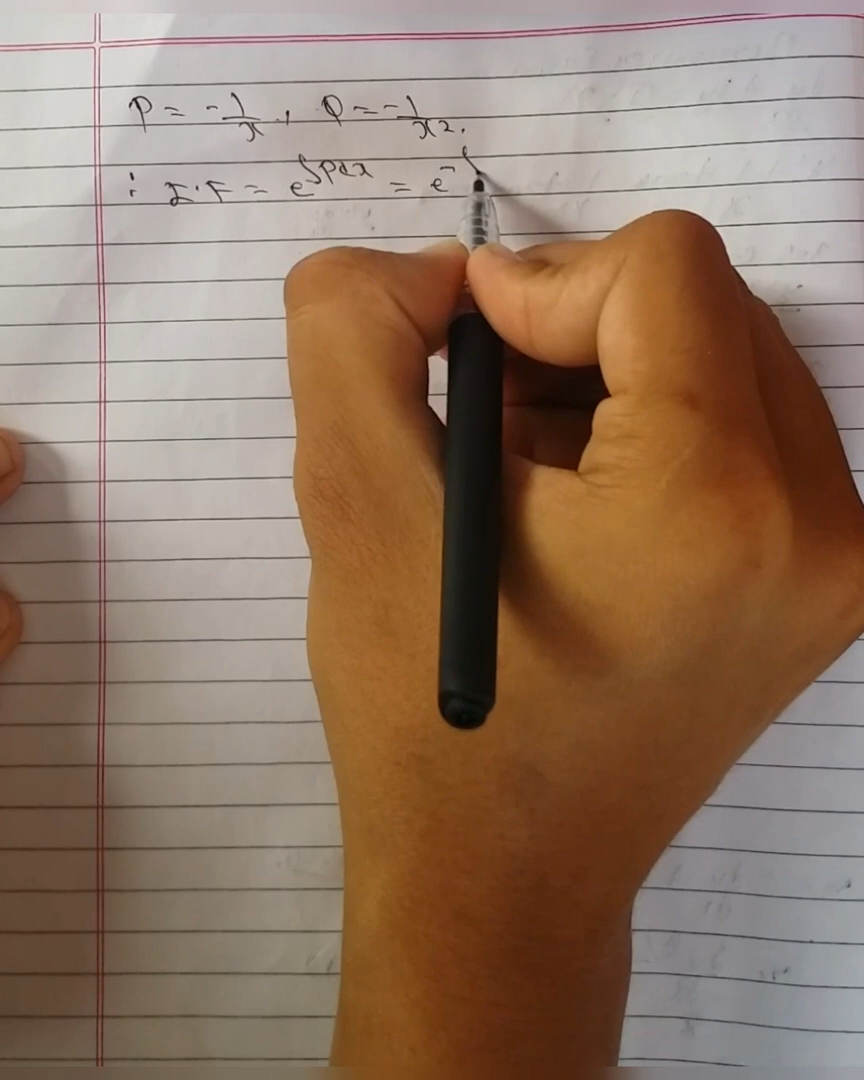 P = -1/x, Q = -1/x2.
: I.F = e∫Pdx = e-∫